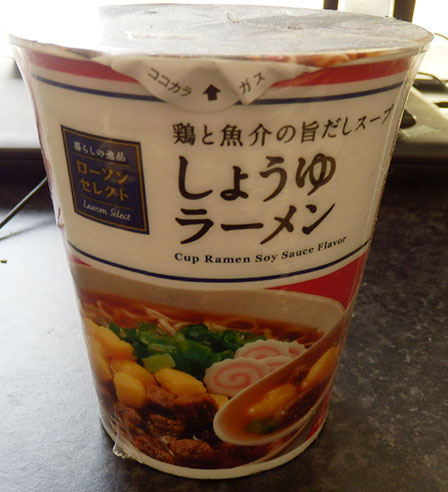 ココカラ ガス
鶏と魚介の旨だしスープ
しょうゆ
ラーメン
Cup Ramen Soy Sauce Flavor
暮らしの逸品
ローソン
セレクト
Lawson Select